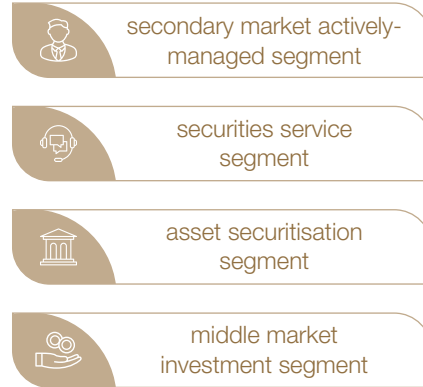 secondary market actively-
managed segment
securities service
segment
asset securitisation
segment
middle market
investment segment